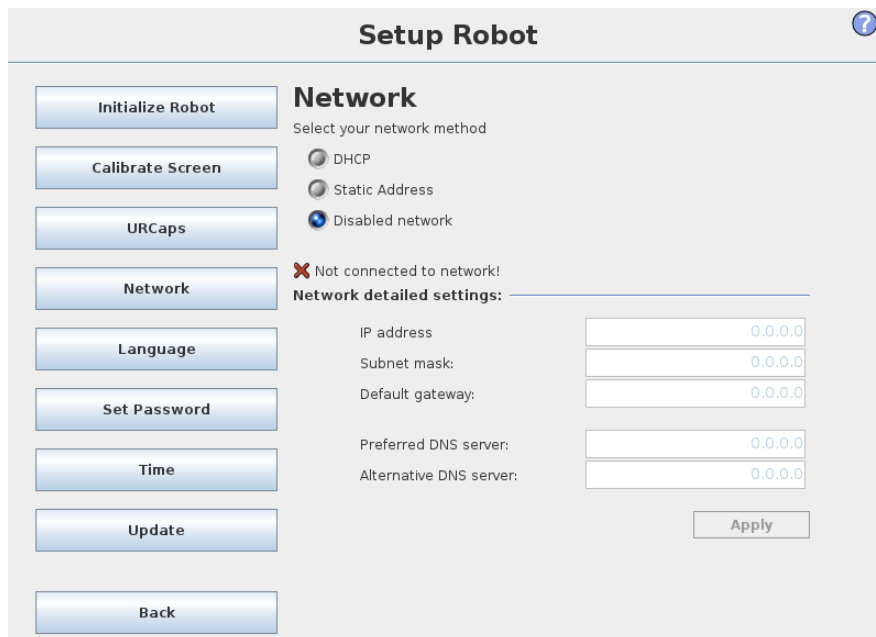 Setup Robot
?
Initialize Robot
Calibrate Screen
URCaps
Network
Language
Set Password
Time
Update
Back
Network
Select your network method
DHCP
Static Address
Disabled network
Not connected to network!
Network detailed settings:
IP address 0.0.0.0
Subnet mask: 0.0.0.0
Default gateway: 0.0.0.0
Preferred DNS server: 0.0.0.0
Alternative DNS server: 0.0.0.0
Apply